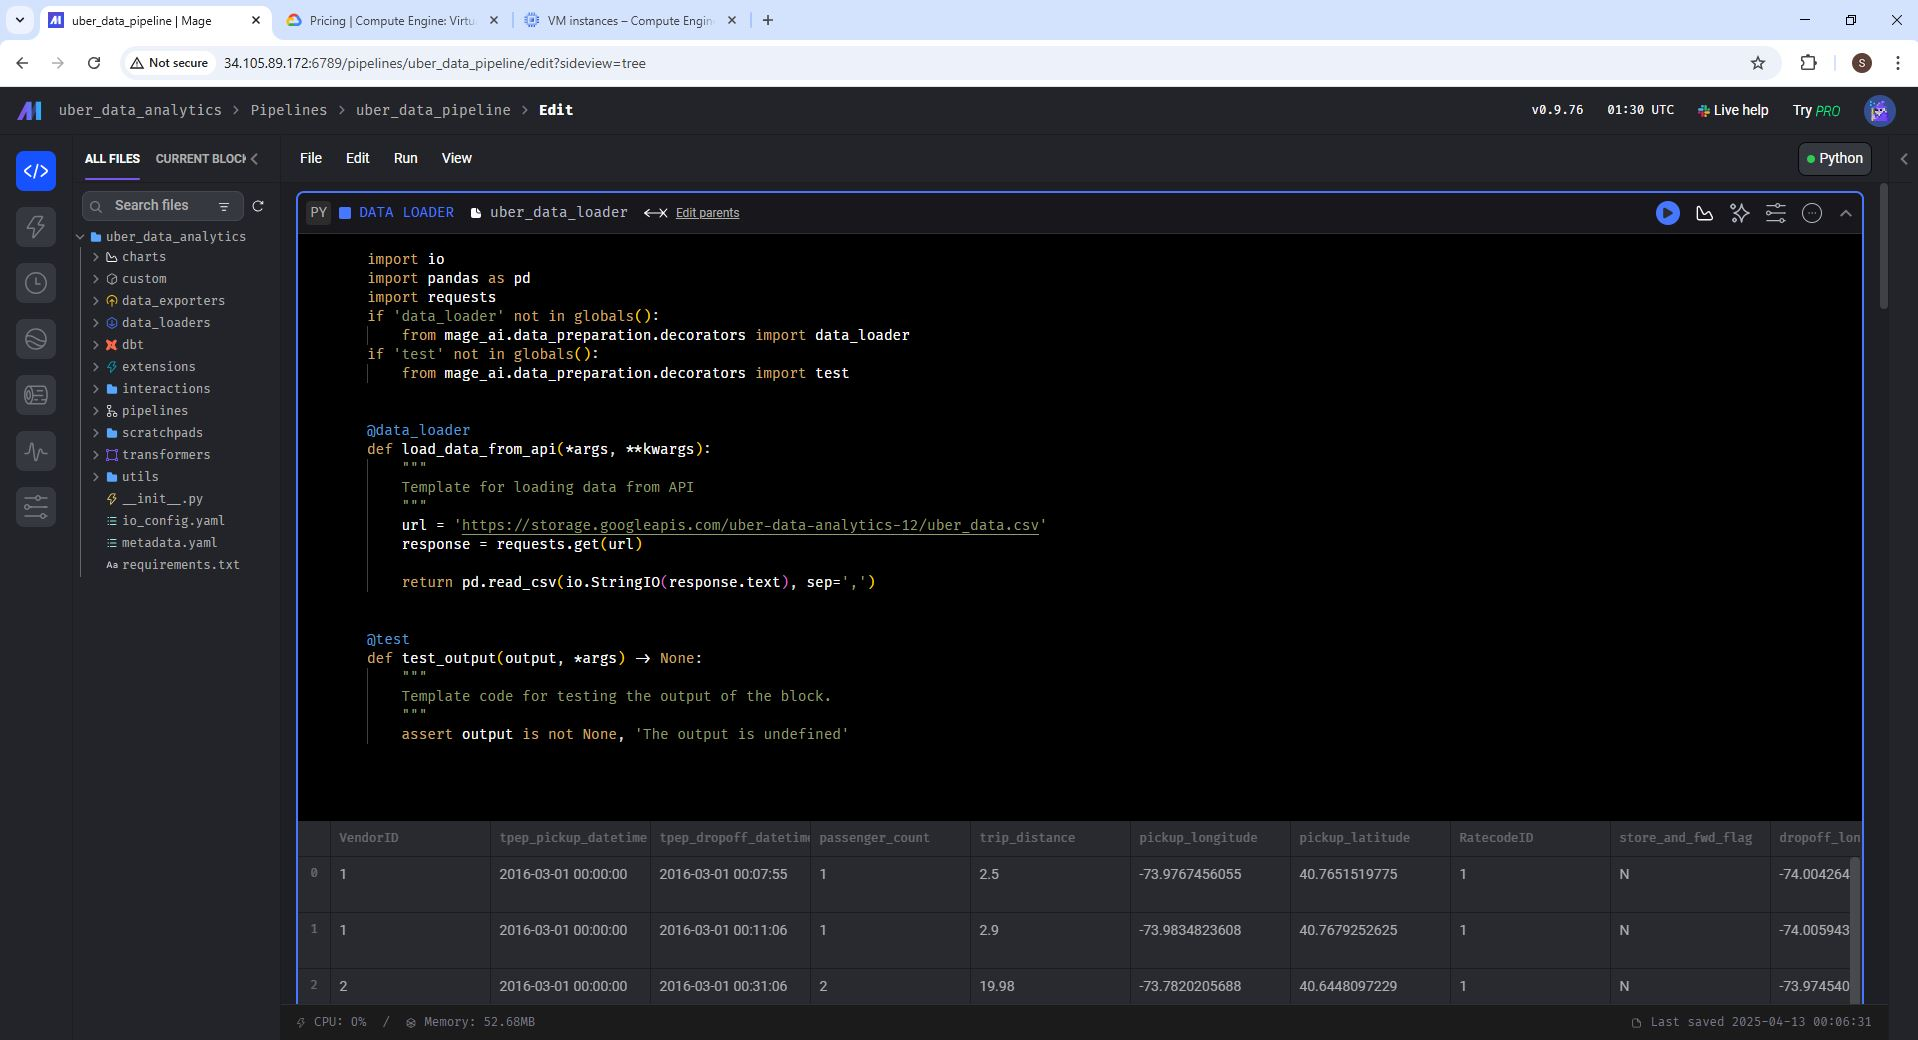 uber_data_pipeline | Mage
Pricing | Compute Engine: Virtu
VM instances – Compute Engin
Not secure
34.105.89.172:6789/pipelines/uber_data_pipeline/edit?sideview=tree
S
uber_data_analytics > Pipelines > uber_data_pipeline > Edit
v0.9.76
01:30 UTC
Live help
Try PRO
ALL FILES
CURRENT BLOCK
File
Edit
Run
View
Python
Search files
uber_data_analytics
charts
custom
data_exporters
data_loaders
dbt
extensions
interactions
pipelines
scratchpads
transformers
utils
__init__.py
io_config.yaml
metadata.yaml
Aa requirements.txt
PY DATA LOADER uber_data_loader Edit parents
import io
import pandas as pd
import requests
if 'data_loader' not in globals():
from mage_ai.data_preparation.decorators import data_loader
if 'test' not in globals():
from mage_ai.data_preparation.decorators import test
@data_loader
def load_data_from_api(*args, **kwargs):
"""
Template for loading data from API
"""
url = 'https://storage.googleapis.com/uber-data-analytics-12/uber_data.csv'
response = requests.get(url)
return pd.read_csv(io.StringIO(response.text), sep=',')
@test
def test_output(output, *args) -> None:
"""
Template code for testing the output of the block.
"""
assert output is not None, 'The output is undefined'
VendorID tpep_pickup_datetime tpep_dropoff_datetime passenger_count trip_distance pickup_longitude pickup_latitude RatecodeID store_and_fwd_flag dropoff_lon
0 1 2016-03-01 00:00:00 2016-03-01 00:07:55 1 2.5 -73.9767456055 40.7651519775 1 N -74.004264
1 1 2016-03-01 00:00:00 2016-03-01 00:11:06 1 2.9 -73.9834823608 40.7679252625 1 N -74.005943
2 2 2016-03-01 00:00:00 2016-03-01 00:31:06 2 19.98 -73.7820205688 40.6448097229 1 N -73.974540
CPU: 0% / Memory: 52.68MB
Last saved 2025-04-13 00:06:31